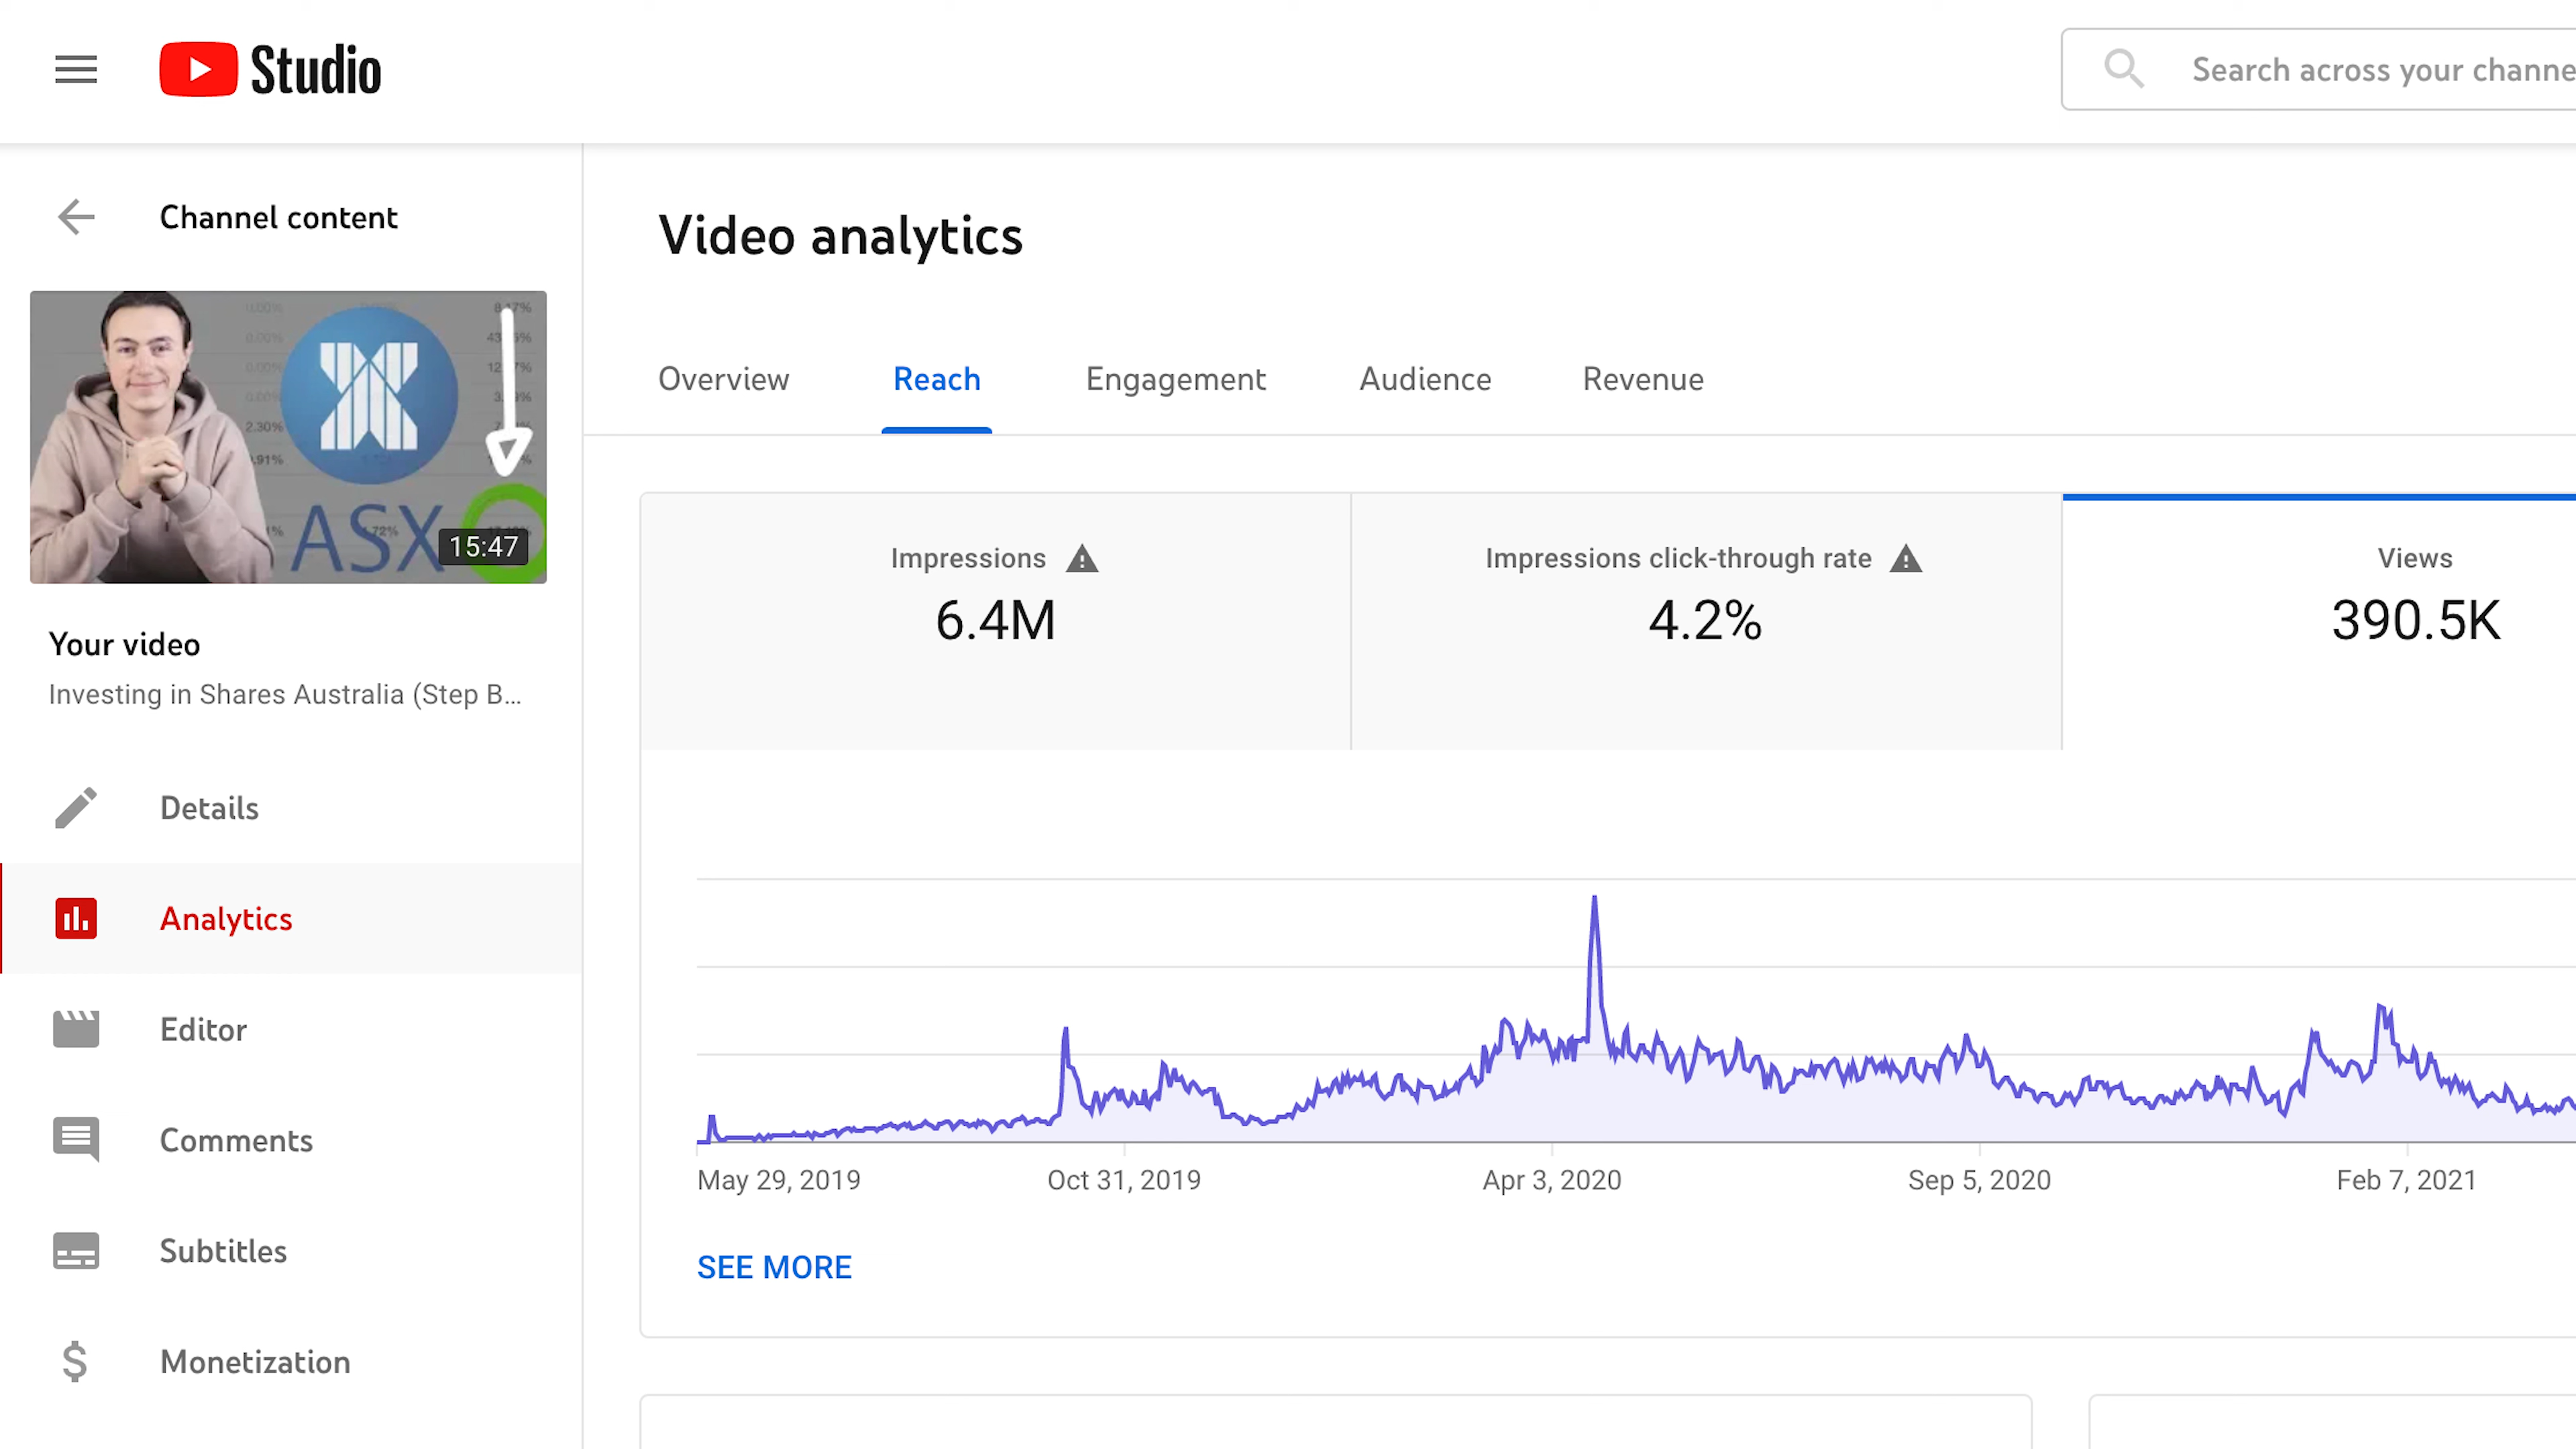 Studio
Search across your channe
Channel content
Video analytics
Overview
Reach
Engagement
Audience
Revenue
ASX
15:47
Your video
Investing in Shares Australia (Step B...
Details
Analytics
Editor
Comments
Subtitles
Monetization
Impressions
6.4M
Impressions click-through rate
4.2%
Views
390.5K
May 29, 2019
Oct 31, 2019
Apr 3, 2020
Sep 5, 2020
Feb 7, 2021
SEE MORE